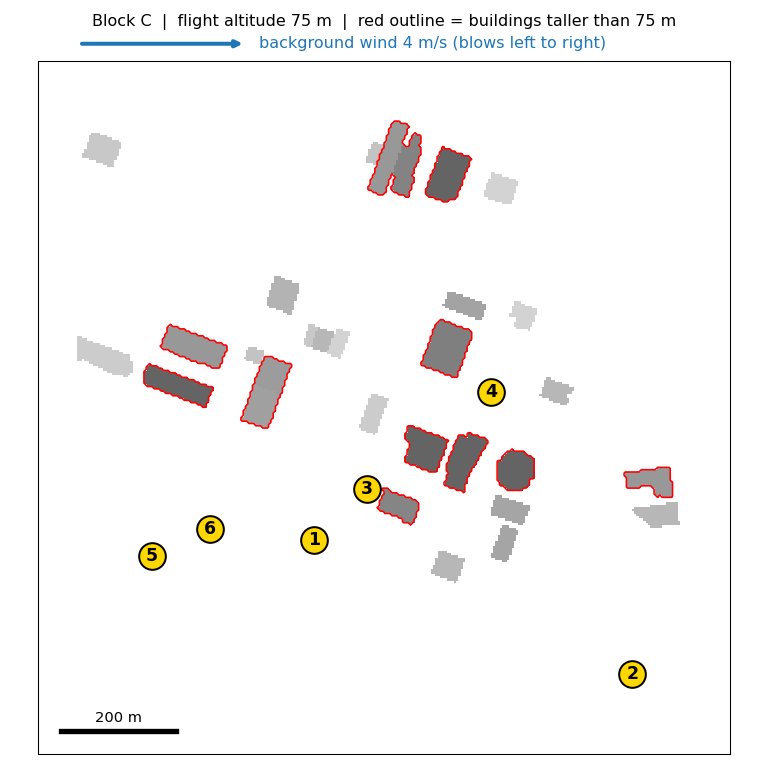 Block C  |  flight altitude 75 m  |  red outline = buildings taller than 75 m
background wind 4 m/s (blows left to right)
4
3
6
1
5
2
200 m